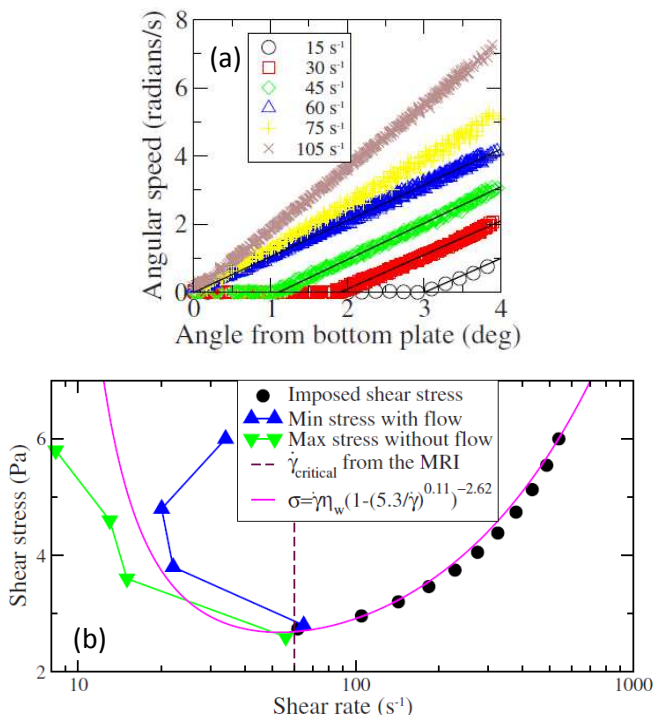 (a)
15 s⁻¹
30 s⁻¹
45 s⁻¹
60 s⁻¹
75 s⁻¹
105 s⁻¹
Angular speed (radians/s)
8
6
4
2
0
0 1 2 3 4
Angle from bottom plate (deg)
Imposed shear stress
Min stress with flow
Max stress without flow
γ̇critical from the MRI
σ=γ̇ηw(1-(5.3/γ̇)^0.11)^−2.62
Shear stress (Pa)
6
4
2
(b)
10 100 1000
Shear rate (s⁻¹)